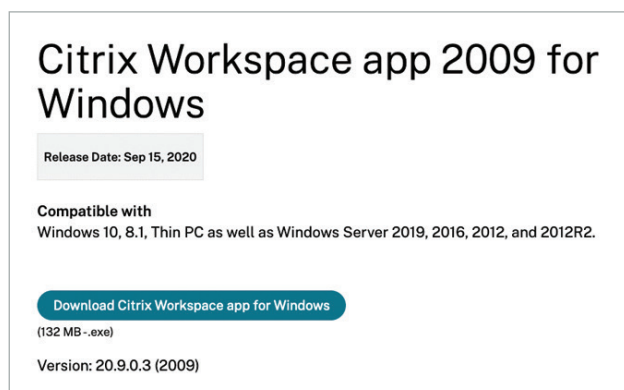 Citrix Workspace app 2009 for
Windows
Release Date: Sep 15, 2020
Compatible with
Windows 10, 8.1, Thin PC as well as Windows Server 2019, 2016, 2012, and 2012R2.
Download Citrix Workspace app for Windows
(132 MB -.exe)
Version: 20.9.0.3 (2009)